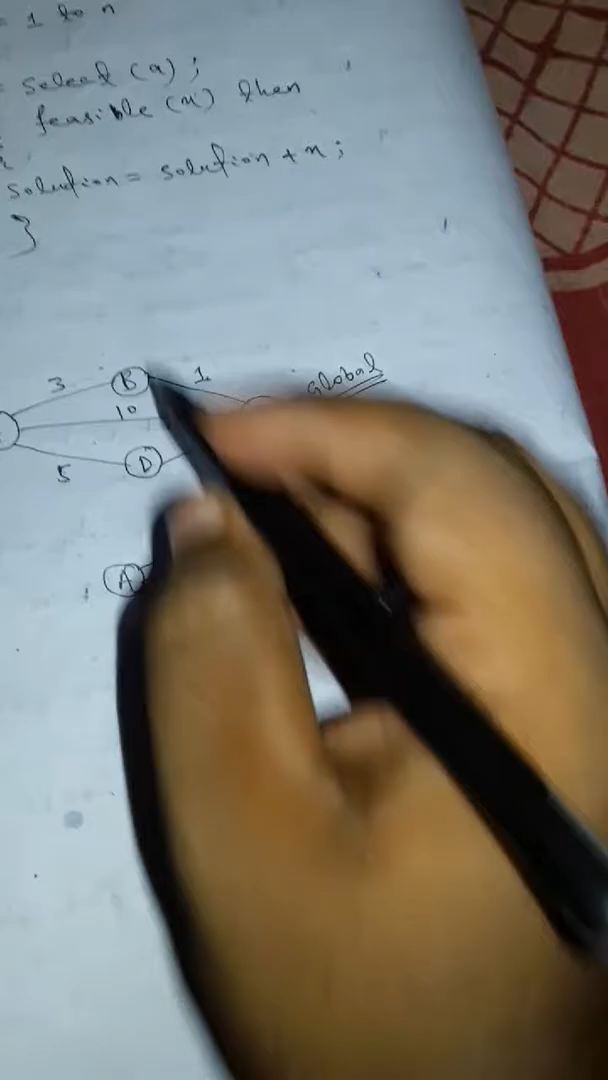 = 1 to n
= select (a);
feasible (x) then
solution = solution + x;
}
3 B 1
global
10
5 D
A